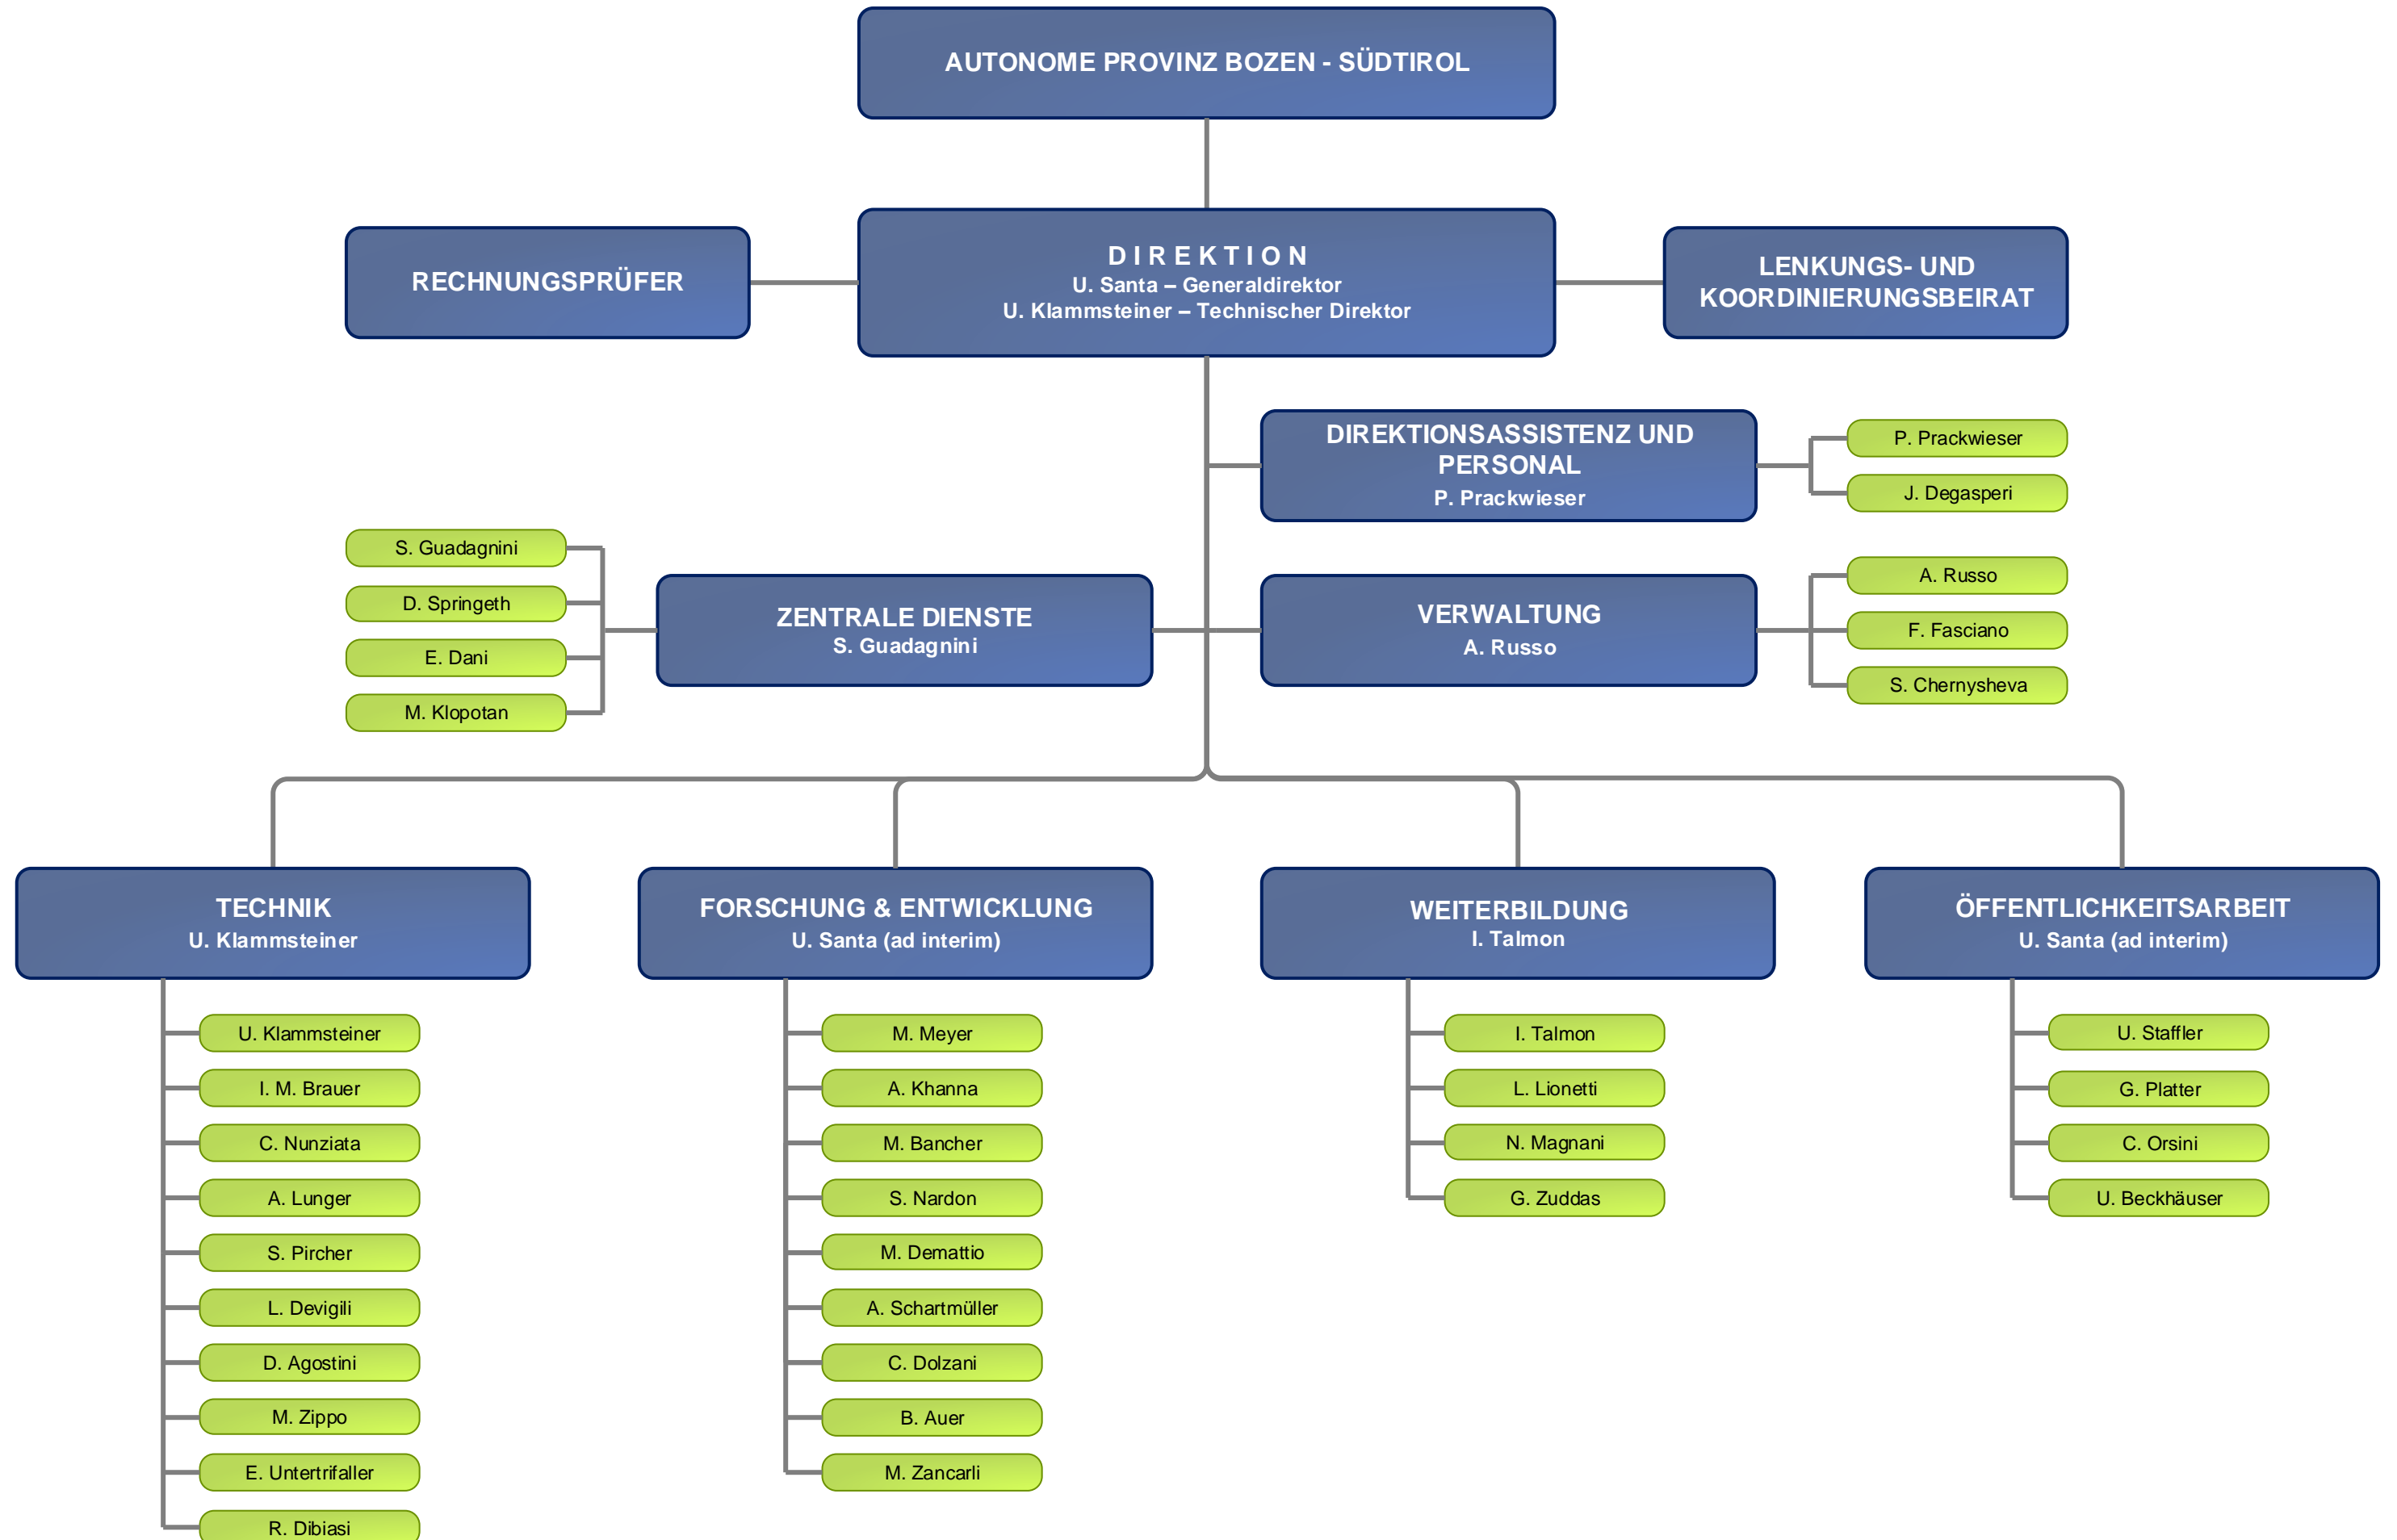 AUTONOME PROVINZ BOZEN - SÜDTIROL
RECHNUNGSPRÜFER
D I R E K T I O N
U. Santa – Generaldirektor
U. Klammsteiner – Technischer Direktor
LENKUNGS- UND
KOORDINIERUNGSBEIRAT
DIREKTIONSASSISTENZ UND
PERSONAL
P. Prackwieser
P. Prackwieser
J. Degasperi
S. Guadagnini
D. Springeth
E. Dani
M. Klopotan
ZENTRALE DIENSTE
S. Guadagnini
VERWALTUNG
A. Russo
A. Russo
F. Fasciano
S. Chernysheva
TECHNIK
U. Klammsteiner
U. Klammsteiner
I. M. Brauer
C. Nunziata
A. Lunger
S. Pircher
L. Devigili
D. Agostini
M. Zippo
E. Untertrifaller
R. Dibiasi
FORSCHUNG & ENTWICKLUNG
U. Santa (ad interim)
M. Meyer
A. Khanna
M. Bancher
S. Nardon
M. Demattio
A. Schartmüller
C. Dolzani
B. Auer
M. Zancarli
WEITERBILDUNG
I. Talmon
I. Talmon
L. Lionetti
N. Magnani
G. Zuddas
ÖFFENTLICHKEITSARBEIT
U. Santa (ad interim)
U. Staffler
G. Platter
C. Orsini
U. Beckhäuser